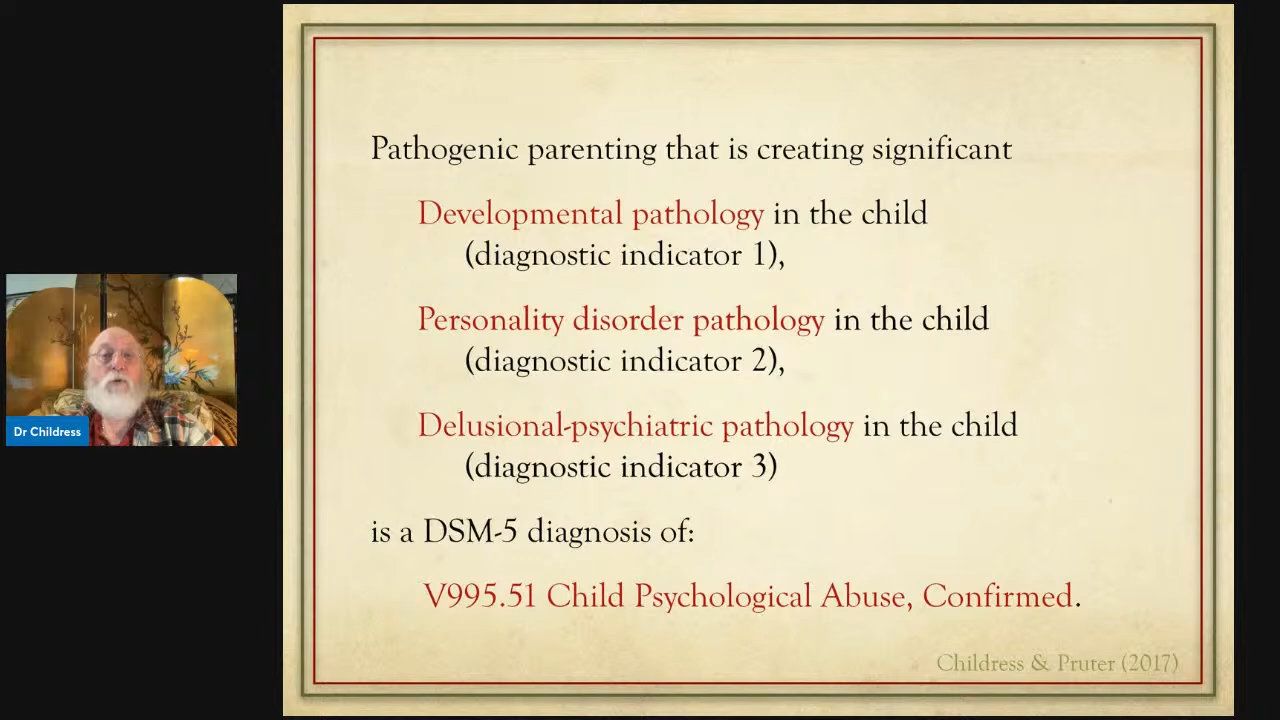 Pathogenic parenting that is creating significant
Developmental pathology in the child
(diagnostic indicator 1),
Personality disorder pathology in the child
(diagnostic indicator 2),
Delusional-psychiatric pathology in the child
(diagnostic indicator 3)
is a DSM-5 diagnosis of:
V995.51 Child Psychological Abuse, Confirmed.
Childress & Pruter (2017)
Dr Childress